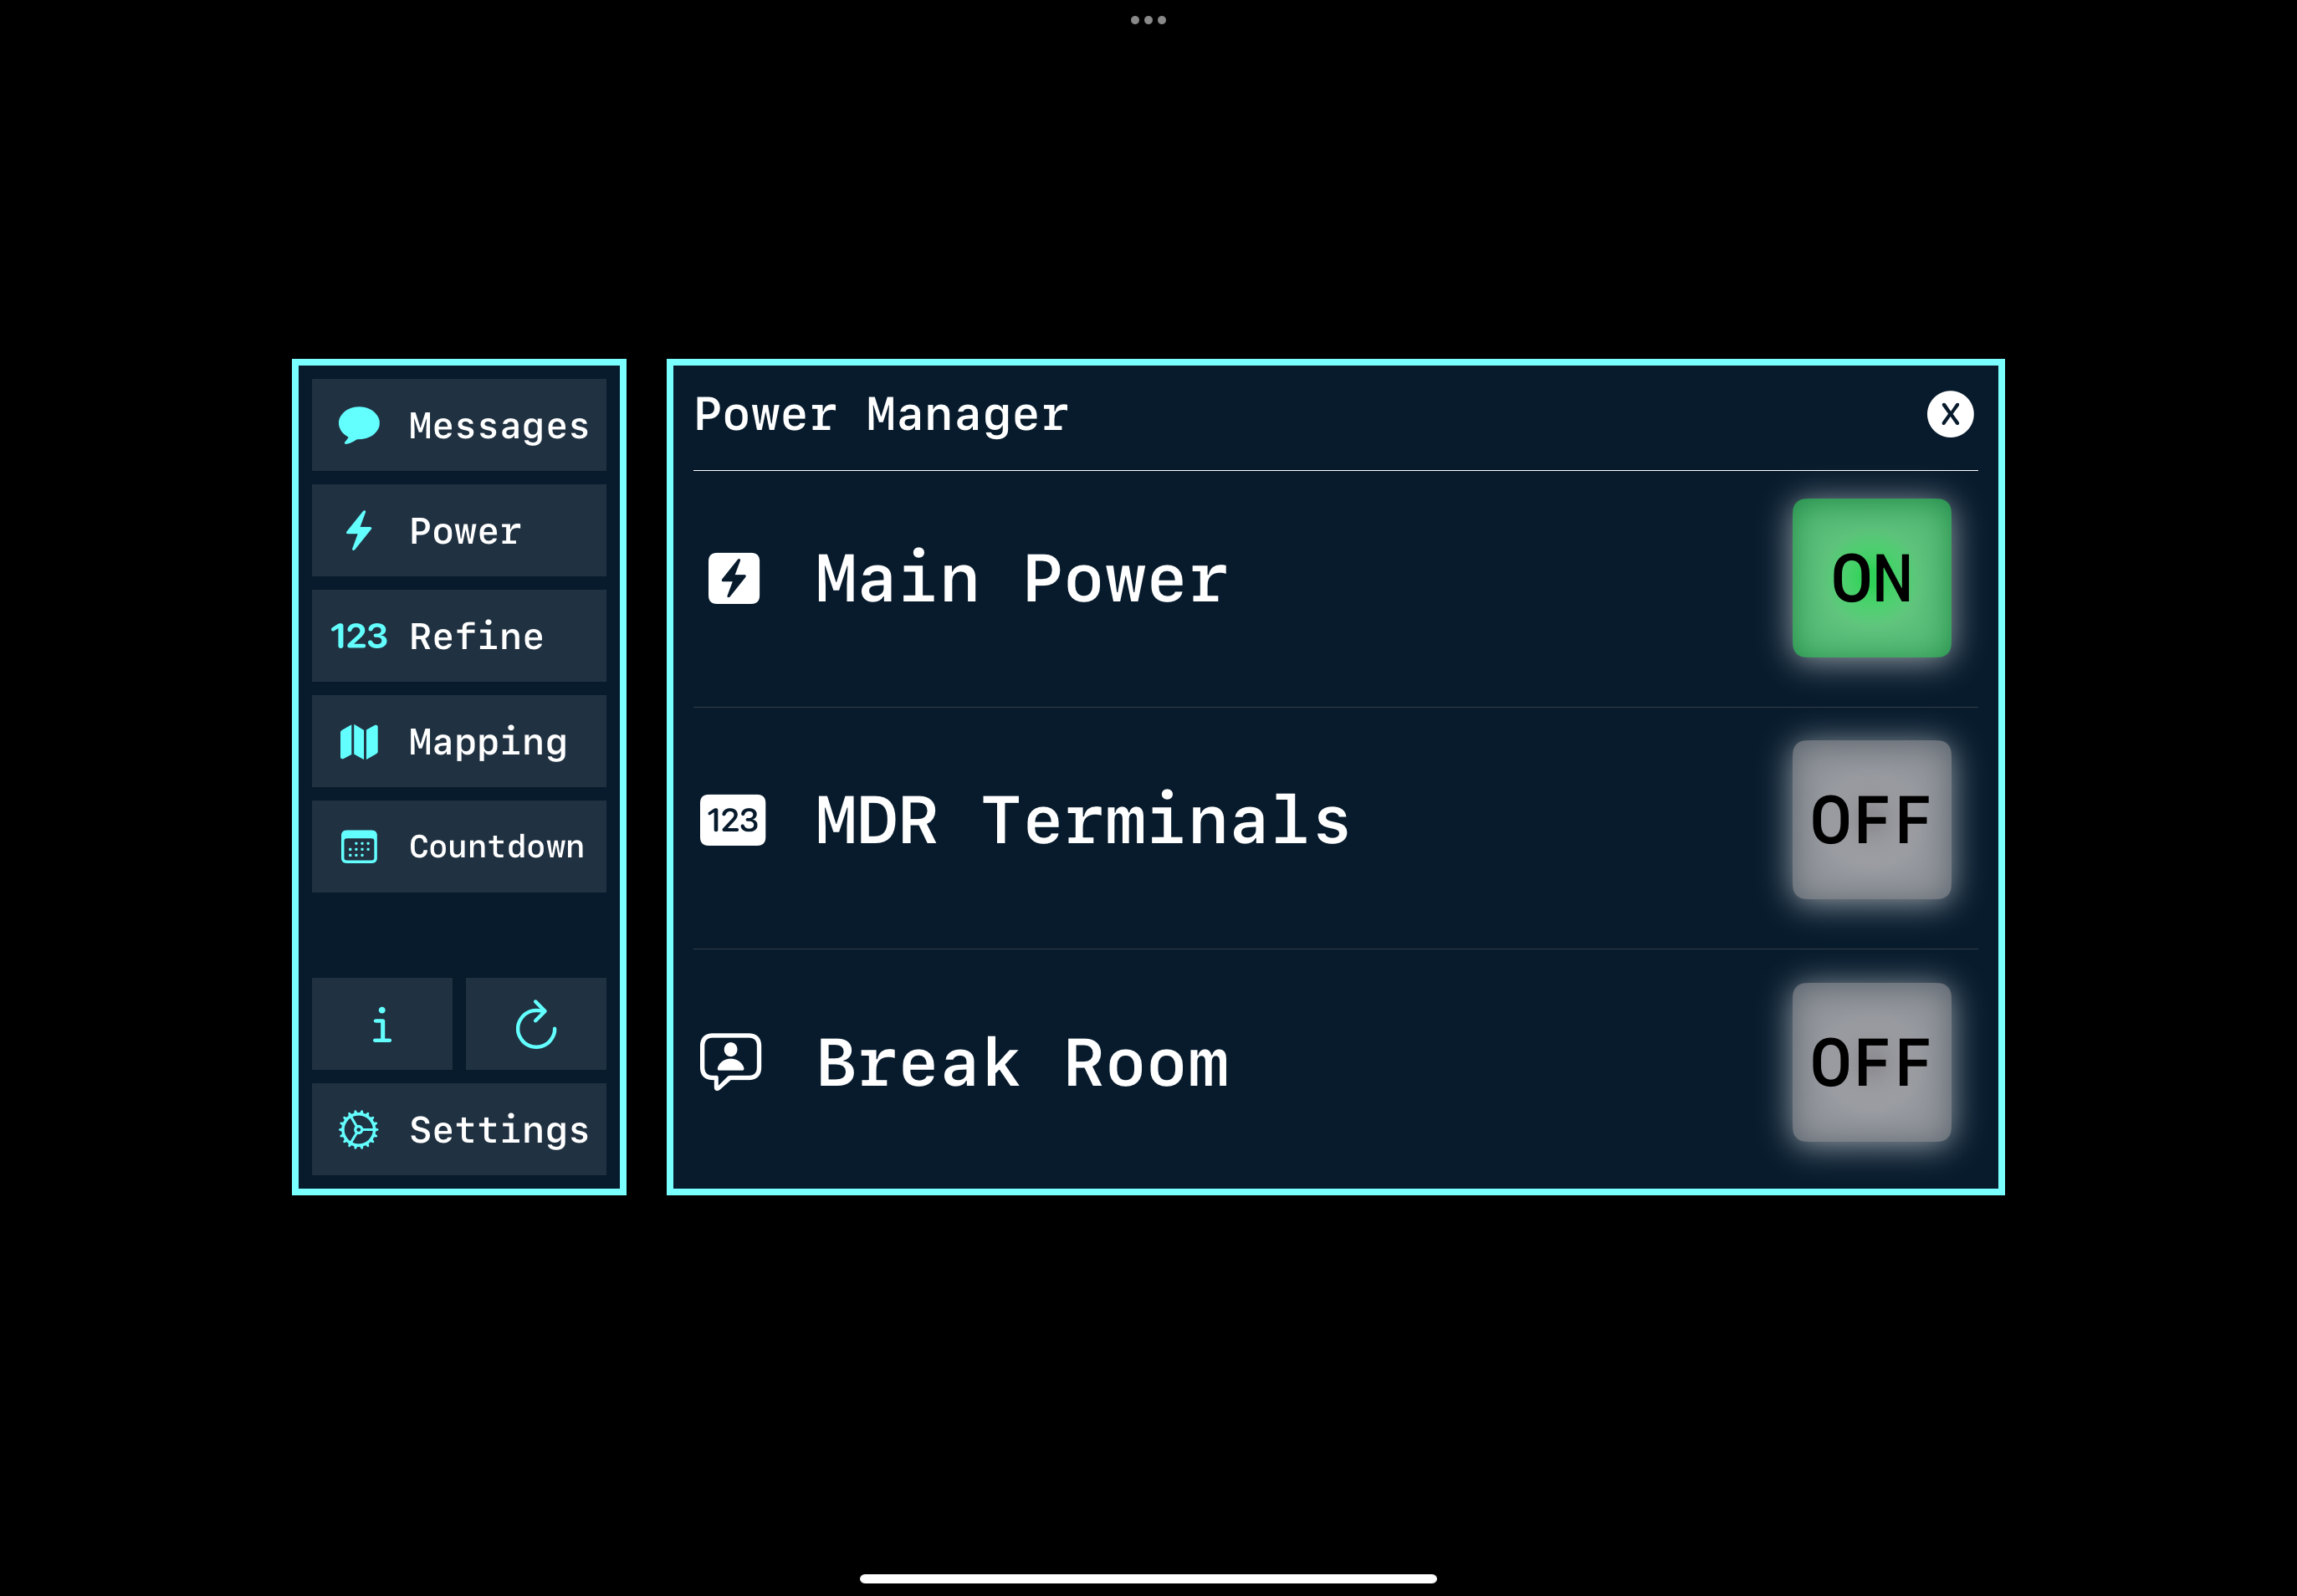 Messages
Power
123 Refine
Mapping
Countdown
i
Settings
Power Manager
X
Main Power
ON
123 MDR Terminals
OFF
Break Room
OFF